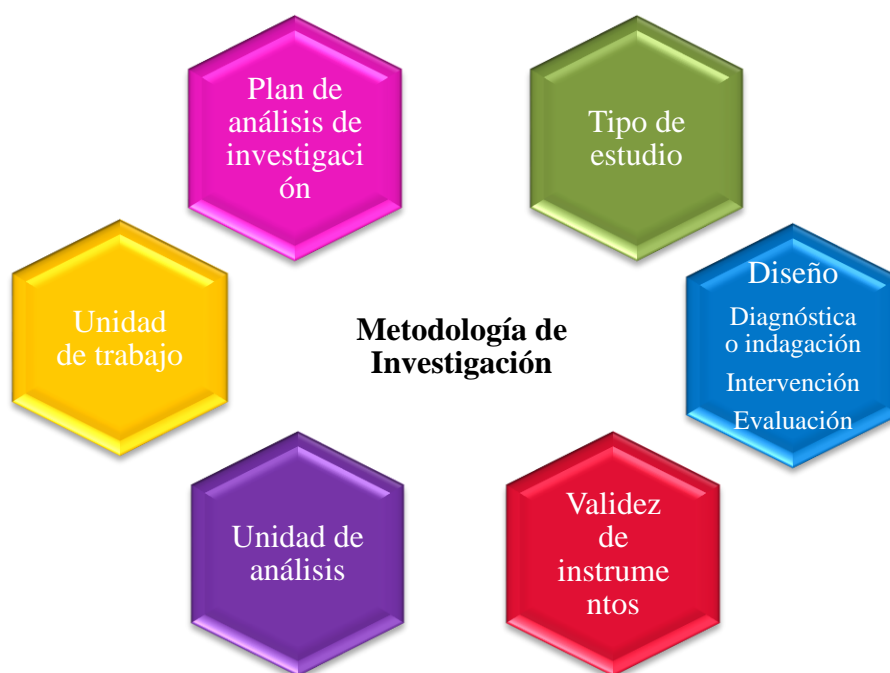 Plan de
análisis de
investigaci
ón
Tipo de
estudio
Diseño
Diagnóstica
o indagación
Intervención
Evaluación
Unidad
de trabajo
Metodología de
Investigación
Unidad de
análisis
Validez
de
instrume
ntos